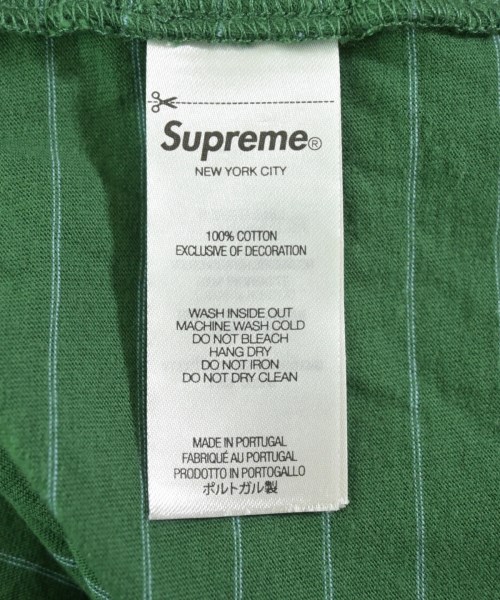 Supreme®
NEW YORK CITY
100% COTTON
EXCLUSIVE OF DECORATION
WASH INSIDE OUT
MACHINE WASH COLD
DO NOT BLEACH
HANG DRY
DO NOT IRON
DO NOT DRY CLEAN
MADE IN PORTUGAL
FABRIQUÉ AU PORTUGAL
PRODOTTO IN PORTOGALLO
ポルトガル製